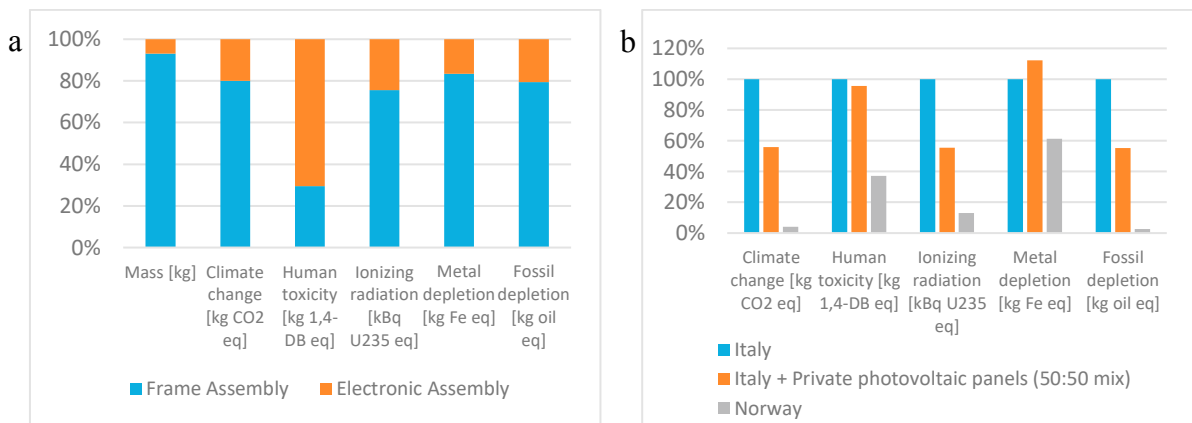 a
100%
80%
60%
40%
20%
0%
Mass [kg]
Climate
change
[kg CO2
eq]
Human
toxicity
[kg 1,4-
DB eq]
Ionizing
radiation
[kBq
U235 eq]
Metal
depletion
[kg Fe eq]
Fossil
depletion
[kg oil
eq]
Frame Assembly
Electronic Assembly
b
120%
100%
80%
60%
40%
20%
0%
Climate
change [kg
CO2 eq]
Human
toxicity [kg
1,4-DB eq]
Ionizing
radiation
[kBq U235
eq]
Metal
depletion
[kg Fe eq]
Fossil
depletion
[kg oil eq]
Italy
Italy + Private photovoltaic panels (50:50 mix)
Norway